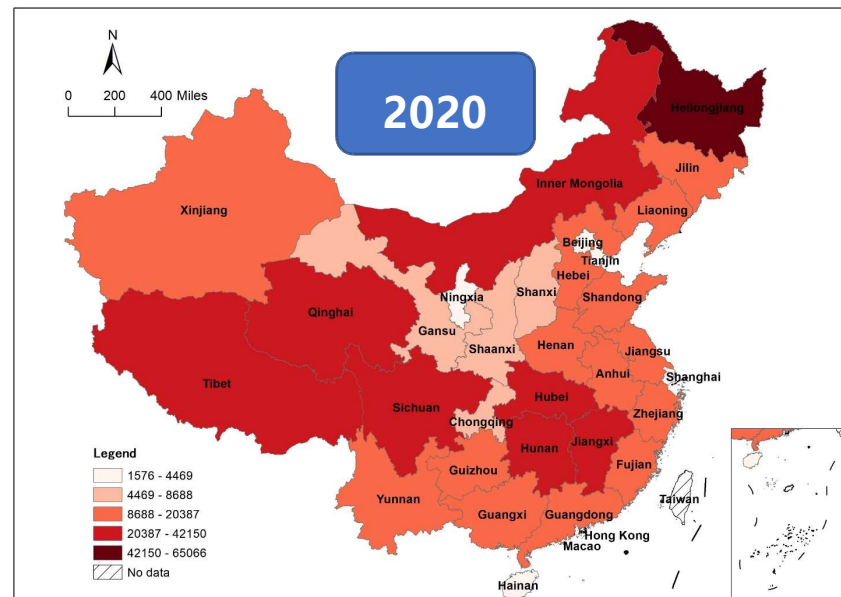 N
0 200 400 Miles
2020
Heilongjiang
Jilin
Inner Mongolia
Liaoning
Xinjiang
Beijing
Tianjin
Hebei
Ningxia
Shanxi
Shandong
Qinghai
Gansu
Shaanxi
Henan
Jiangsu
Anhui
Shanghai
Tibet
Hubei
Sichuan
Zhejiang
Chongqing
Hunan
Jiangxi
Guizhou
Fujian
Yunnan
Taiwan
Guangxi
Guangdong
Hong Kong
Macao
Hainan
Legend
1576 - 4469
4469 - 8688
8688 - 20387
20387 - 42150
42150 - 65066
No data